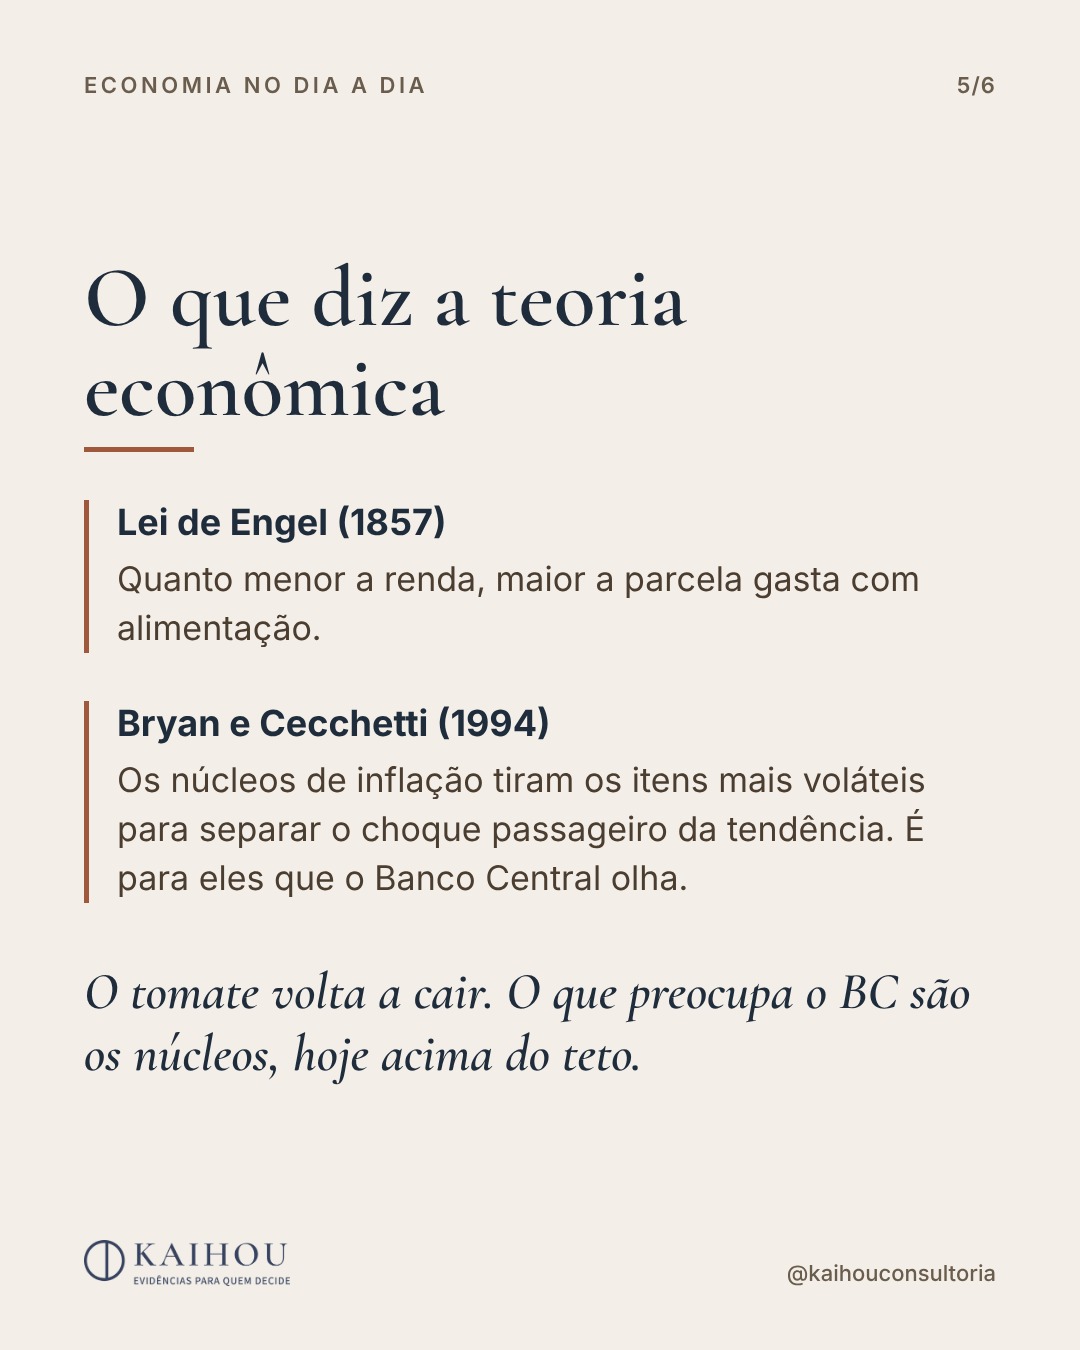 ECONOMIA NO DIA A DIA
5/6
O que diz a teoria
econômica
Lei de Engel (1857)
Quanto menor a renda, maior a parcela gasta com
alimentação.
Bryan e Cecchetti (1994)
Os núcleos de inflação tiram os itens mais voláteis
para separar o choque passageiro da tendência. É
para eles que o Banco Central olha.
O tomate volta a cair. O que preocupa o BC são
os núcleos, hoje acima do teto.
KAIHOU
EVIDÊNCIAS PARA QUEM DECIDE
@kaihouconsultoria